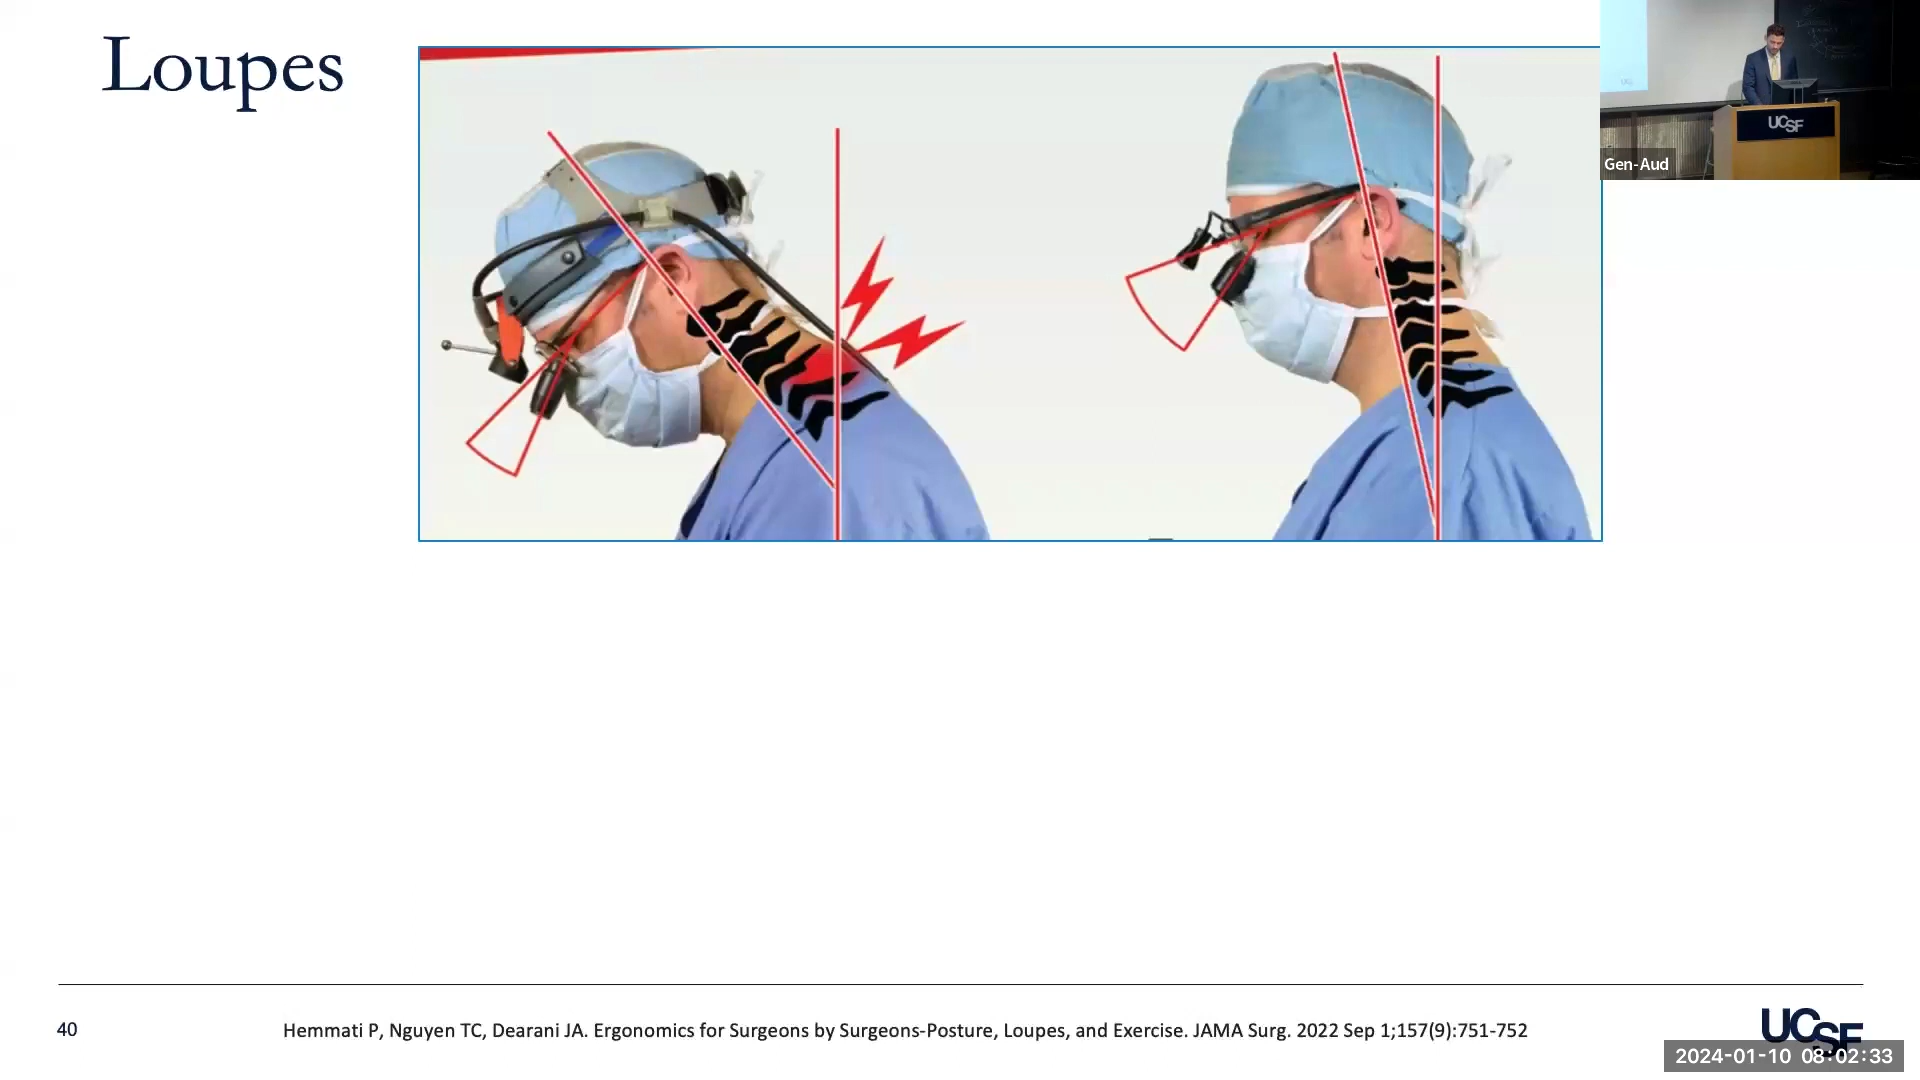 Loupes
UCSF
Gen-Aud
40
Hemmati P, Nguyen TC, Dearani JA. Ergonomics for Surgeons by Surgeons-Posture, Loupes, and Exercise. JAMA Surg. 2022 Sep 1;157(9):751-752
UCSF
2024-01-10 08:02:33